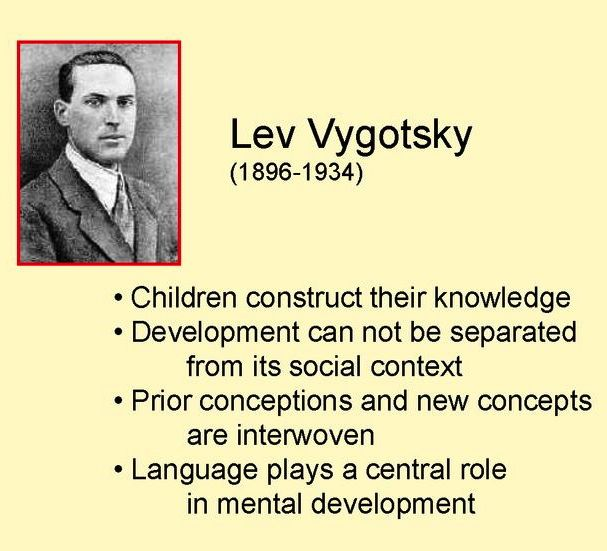 Lev Vygotsky
(1896-1934)
• Children construct their knowledge
• Development can not be separated
from its social context
• Prior conceptions and new concepts
are interwoven
• Language plays a central role
in mental development